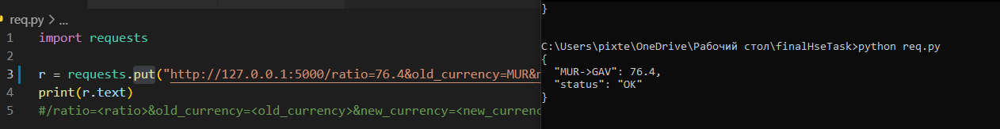 req.py > ...
1 import requests
2
3 r = requests.put("http://127.0.0.1:5000/ratio=76.4&old_currency=MUR&
4 print(r.text)
5 #/ratio=<ratio>&old_currency=<old_currency>&new_currency=<new_curren
}
C:\Users\pixte\OneDrive\Рабочий стол\finalHseTask>python req.py
{
"MUR->GAV": 76.4,
"status": "OK"
}